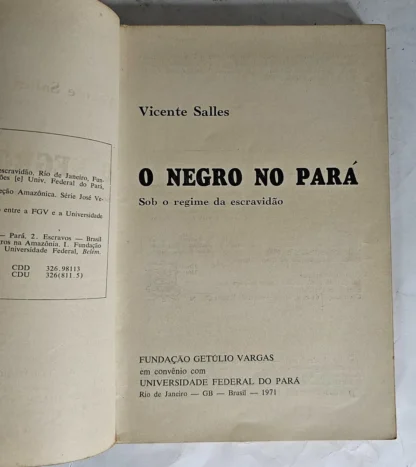 escravidão. Rio de Janeiro, Fun-
ões [e] Univ. Federal do Pará,
eção Amazônica. Série José Ve-
entre a FGV e a Universidade
— Pará. 2. Escravos — Brasil
ros na Amazônia. I. Fundação
Universidade Federal, Belém.
CDD 326.98113
CDU 326(811.5)
Vicente Salles
O NEGRO NO PARÁ
Sob o regime da escravidão
FUNDAÇÃO GETÚLIO VARGAS
em convênio com
UNIVERSIDADE FEDERAL DO PARÁ
Rio de Janeiro — GB — Brasil — 1971